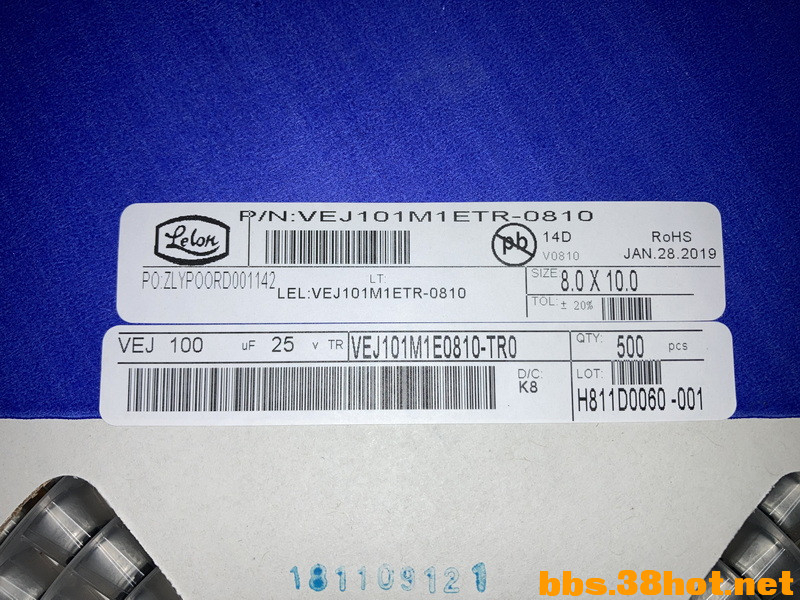 P/N:VEJ101M1ETR-0810
Lelon
pb
14D
V0810
RoHS
JAN.28.2019
PO:ZLYPOORD001142
LT
LEL:VEJ101M1ETR-0810
SIZE 8.0 X 10.0
TOL: ± 20%
VEJ 100 uF 25 v TR VEJ101M1E0810-TR0
QTY: 500 pcs
D/C:
K8
LOT:
H811D0060-001
181109121
bbs.38hot.net